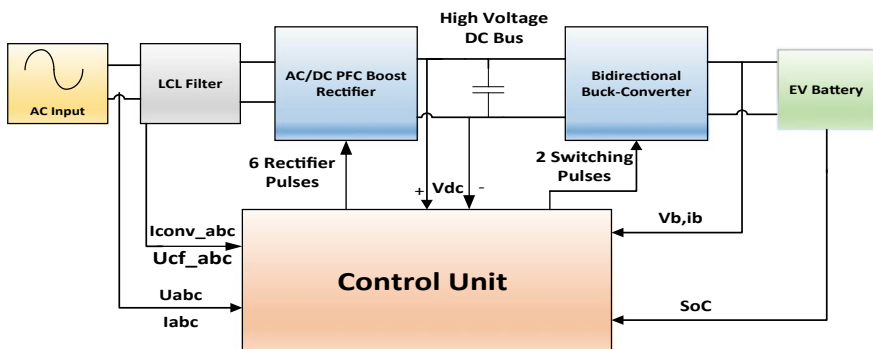 High Voltage
DC Bus
AC Input
LCL Filter
AC/DC PFC Boost
Rectifier
Bidirectional
Buck-Converter
EV Battery
6 Rectifier
Pulses
+ Vdc -
2 Switching
Pulses
Iconv_abc
Ucf_abc
Uabc
Iabc
Control Unit
Vb,ib
SoC